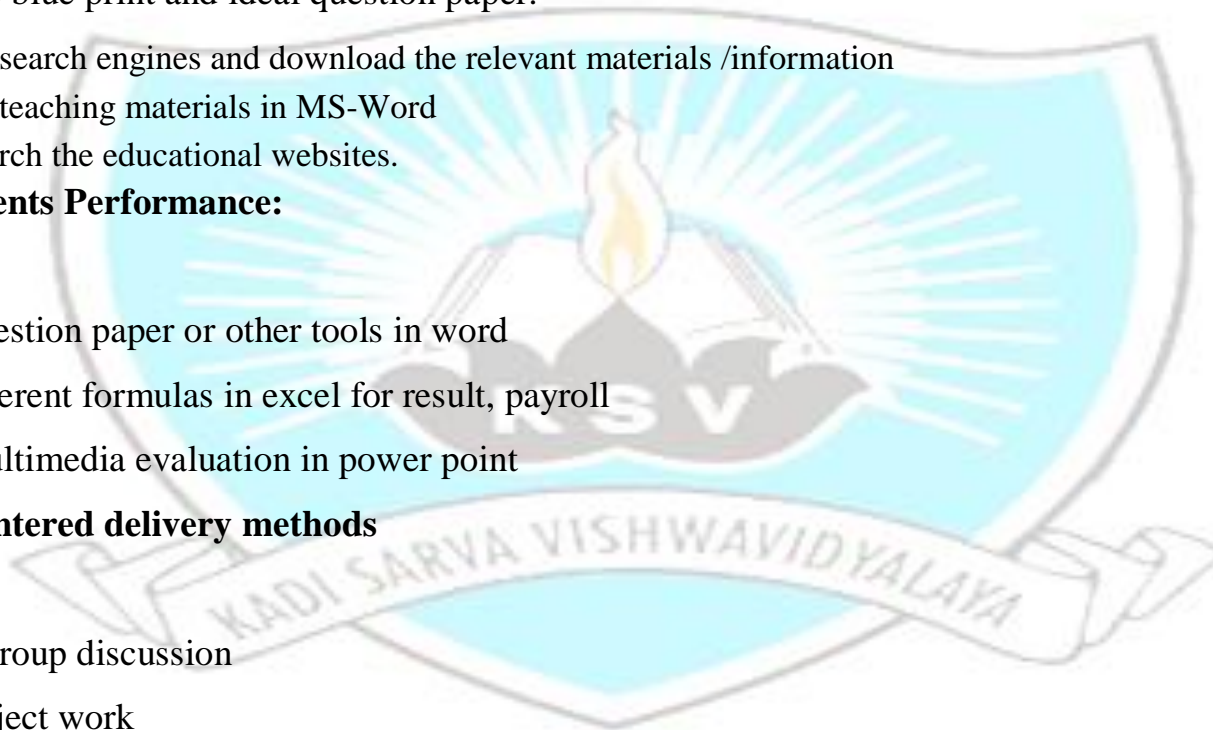 blue print and ideal question paper.
search engines and download the relevant materials /information
teaching materials in MS-Word
rch the educational websites.
ents Performance:
estion paper or other tools in word
erent formulas in excel for result, payroll
RSV
ultimedia evaluation in power point
ntered delivery methods
KADI SARVA VISHWAVIDYALAYA
roup discussion
ject work